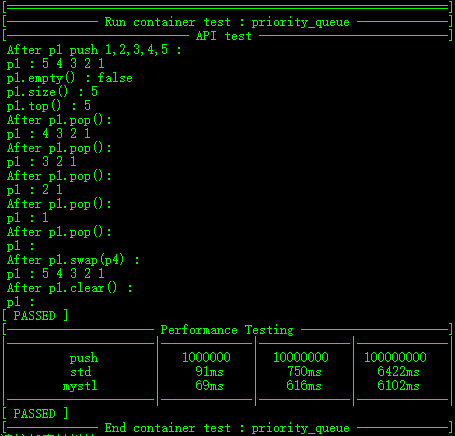 Run container test : priority_queue
API test
After p1 push 1,2,3,4,5 :
p1 : 5 4 3 2 1
p1.empty() : false
p1.size() : 5
p1.top() : 5
After p1.pop():
p1 : 4 3 2 1
After p1.pop():
p1 : 3 2 1
After p1.pop():
p1 : 2 1
After p1.pop():
p1 : 1
After p1.pop():
p1 :
After p1.swap(p4) :
p1 : 5 4 3 2 1
After p1.clear() :
p1 :
[ PASSED ]
Performance Testing
push 1000000 10000000 100000000
std 91ms 750ms 6422ms
mystl 69ms 616ms 6102ms
[ PASSED ]
End container test : priority_queue